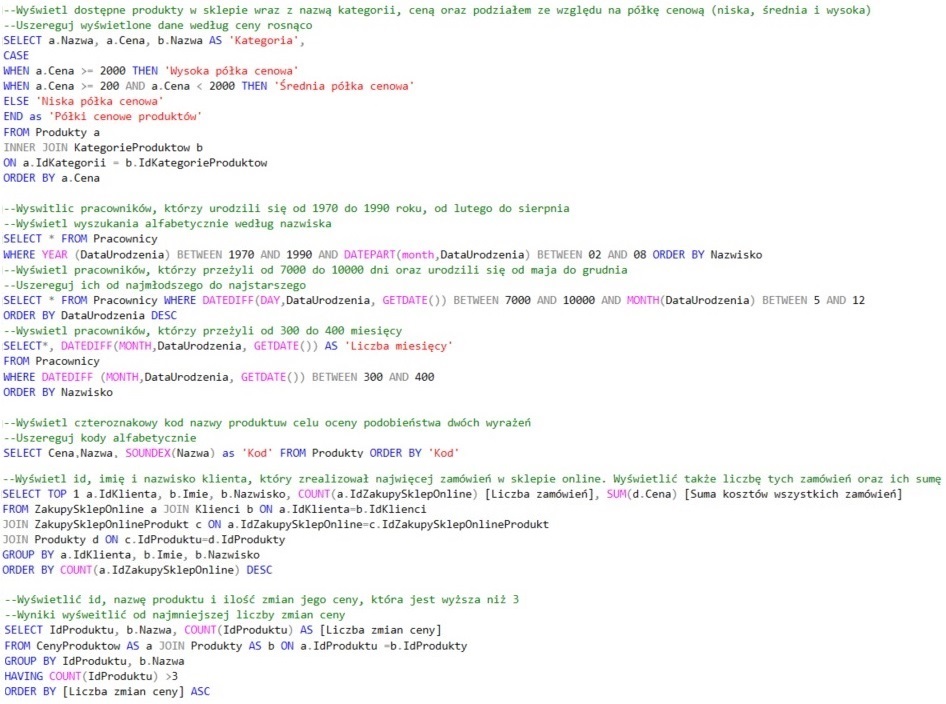 --Wyświetl dostępne produkty w sklepie wraz z nazwą kategorii, ceną oraz podziałem ze względu na półkę cenową (niska, średnia i wysoka)
--Uszereguj wyświetlone dane według ceny rosnąco
SELECT a.Nazwa, a.Cena, b.Nazwa AS 'Kategoria',
CASE
WHEN a.Cena >= 2000 THEN 'Wysoka półka cenowa'
WHEN a.Cena >= 200 AND a.Cena < 2000 THEN 'Średnia półka cenowa'
ELSE 'Niska półka cenowa'
END as 'Półki cenowe produktów'
FROM Produkty a
INNER JOIN KategorieProduktow b
ON a.IdKategorii = b.IdKategorieProduktow
ORDER BY a.Cena
--Wyswitlic pracowników, którzy urodzili się od 1970 do 1990 roku, od lutego do sierpnia
--Wyświetl wyszukania alfabetycznie według nazwiska
SELECT * FROM Pracownicy
WHERE YEAR (DataUrodzenia) BETWEEN 1970 AND 1990 AND DATEPART(month,DataUrodzenia) BETWEEN 02 AND 08 ORDER BY Nazwisko
--Wyświetl pracowników, którzy przeżyli od 7000 do 10000 dni oraz urodzili się od maja do grudnia
--Uszereguj ich od najmłodszego do najstarszego
SELECT * FROM Pracownicy WHERE DATEDIFF(DAY,DataUrodzenia, GETDATE()) BETWEEN 7000 AND 10000 AND MONTH(DataUrodzenia) BETWEEN 5 AND 12
ORDER BY DataUrodzenia DESC
--Wyswietl pracowników, którzy przeżyli od 300 do 400 miesięcy
SELECT*, DATEDIFF(MONTH,DataUrodzenia, GETDATE()) AS 'Liczba miesięcy'
FROM Pracownicy
WHERE DATEDIFF (MONTH,DataUrodzenia, GETDATE()) BETWEEN 300 AND 400
ORDER BY Nazwisko
--Wyświetl czteroznakowy kod nazwy produktuw celu oceny podobieństwa dwóch wyrażeń
--Uszereguj kody alfabetycznie
SELECT Cena,Nazwa, SOUNDEX(Nazwa) as 'Kod' FROM Produkty ORDER BY 'Kod'
--Wyświetl id, imię i nazwisko klienta, który zrealizował najwięcej zamówień w sklepie online. Wyświetlić także liczbę tych zamówień oraz ich sumę
SELECT TOP 1 a.IdKlienta, b.Imie, b.Nazwisko, COUNT(a.IdZakupySklepOnline) [Liczba zamówień], SUM(d.Cena) [Suma kosztów wszystkich zamówień]
FROM ZakupySklepOnline a JOIN Klienci b ON a.IdKlienta=b.IdKlienci
JOIN ZakupySklepOnlineProdukt c ON a.IdZakupySklepOnline=c.IdZakupySklepOnlineProdukt
JOIN Produkty d ON c.IdProduktu=d.IdProdukty
GROUP BY a.IdKlienta, b.Imie, b.Nazwisko
ORDER BY COUNT(a.IdZakupySklepOnline) DESC
--Wyświetlić id, nazwę produktu i ilość zmian jego ceny, która jest wyższa niż 3
--Wyniki wyśweitlić od najmniejszej liczby zmian ceny
SELECT IdProduktu, b.Nazwa, COUNT(IdProduktu) AS [Liczba zmian ceny]
FROM CenyProduktow AS a JOIN Produkty AS b ON a.IdProduktu =b.IdProdukty
GROUP BY IdProduktu, b.Nazwa
HAVING COUNT(IdProduktu) >3
ORDER BY [Liczba zmian ceny] ASC